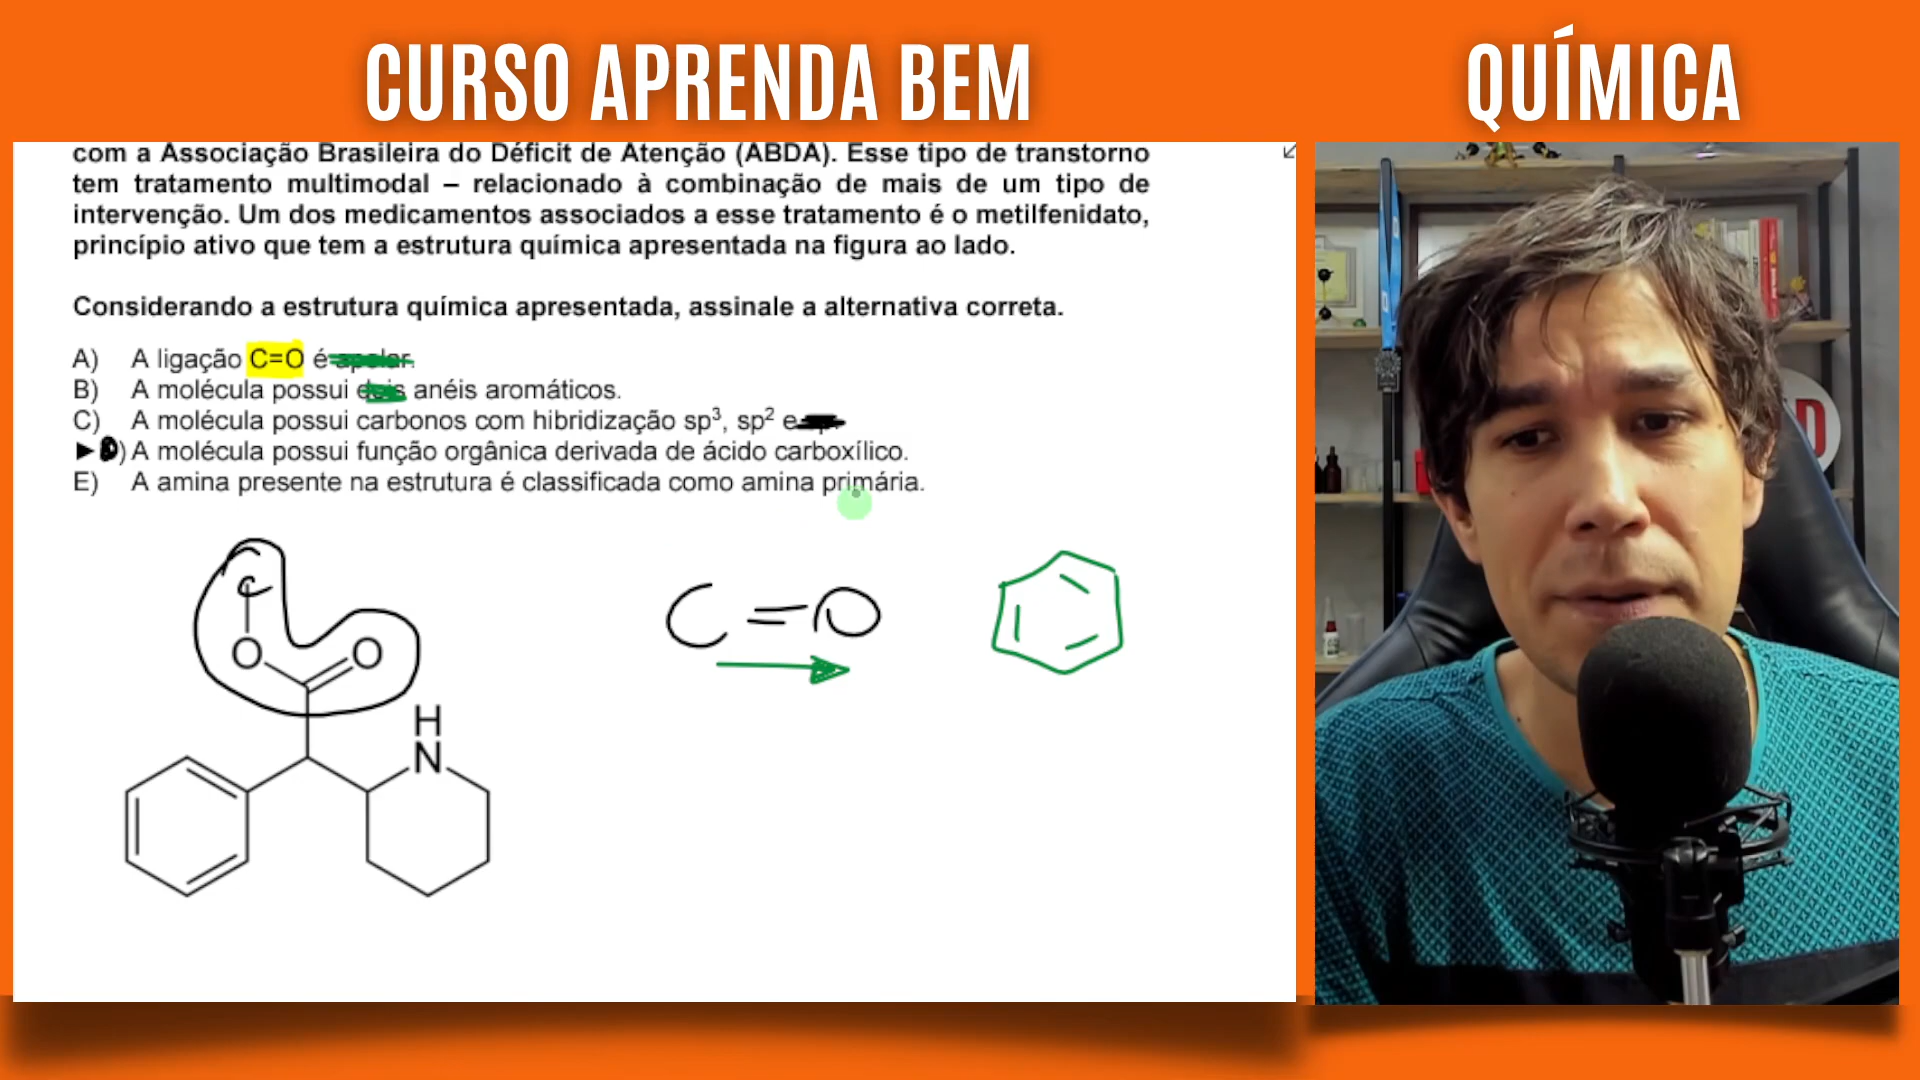 CURSO APRENDA BEM
QUÍMICA
com a Associação Brasileira do Déficit de Atenção (ABDA). Esse tipo de transtorno
tem tratamento multimodal – relacionado à combinação de mais de um tipo de
intervenção. Um dos medicamentos associados a esse tratamento é o metilfenidato,
princípio ativo que tem a estrutura química apresentada na figura ao lado.
Considerando a estrutura química apresentada, assinale a alternativa correta.
A) A ligação C=O é apolar.
B) A molécula possui dois anéis aromáticos.
C) A molécula possui carbonos com hibridização sp³, sp² e
►D) A molécula possui função orgânica derivada de ácido carboxílico.
E) A amina presente na estrutura é classificada como amina primária.
C
C=O
O O
H
N